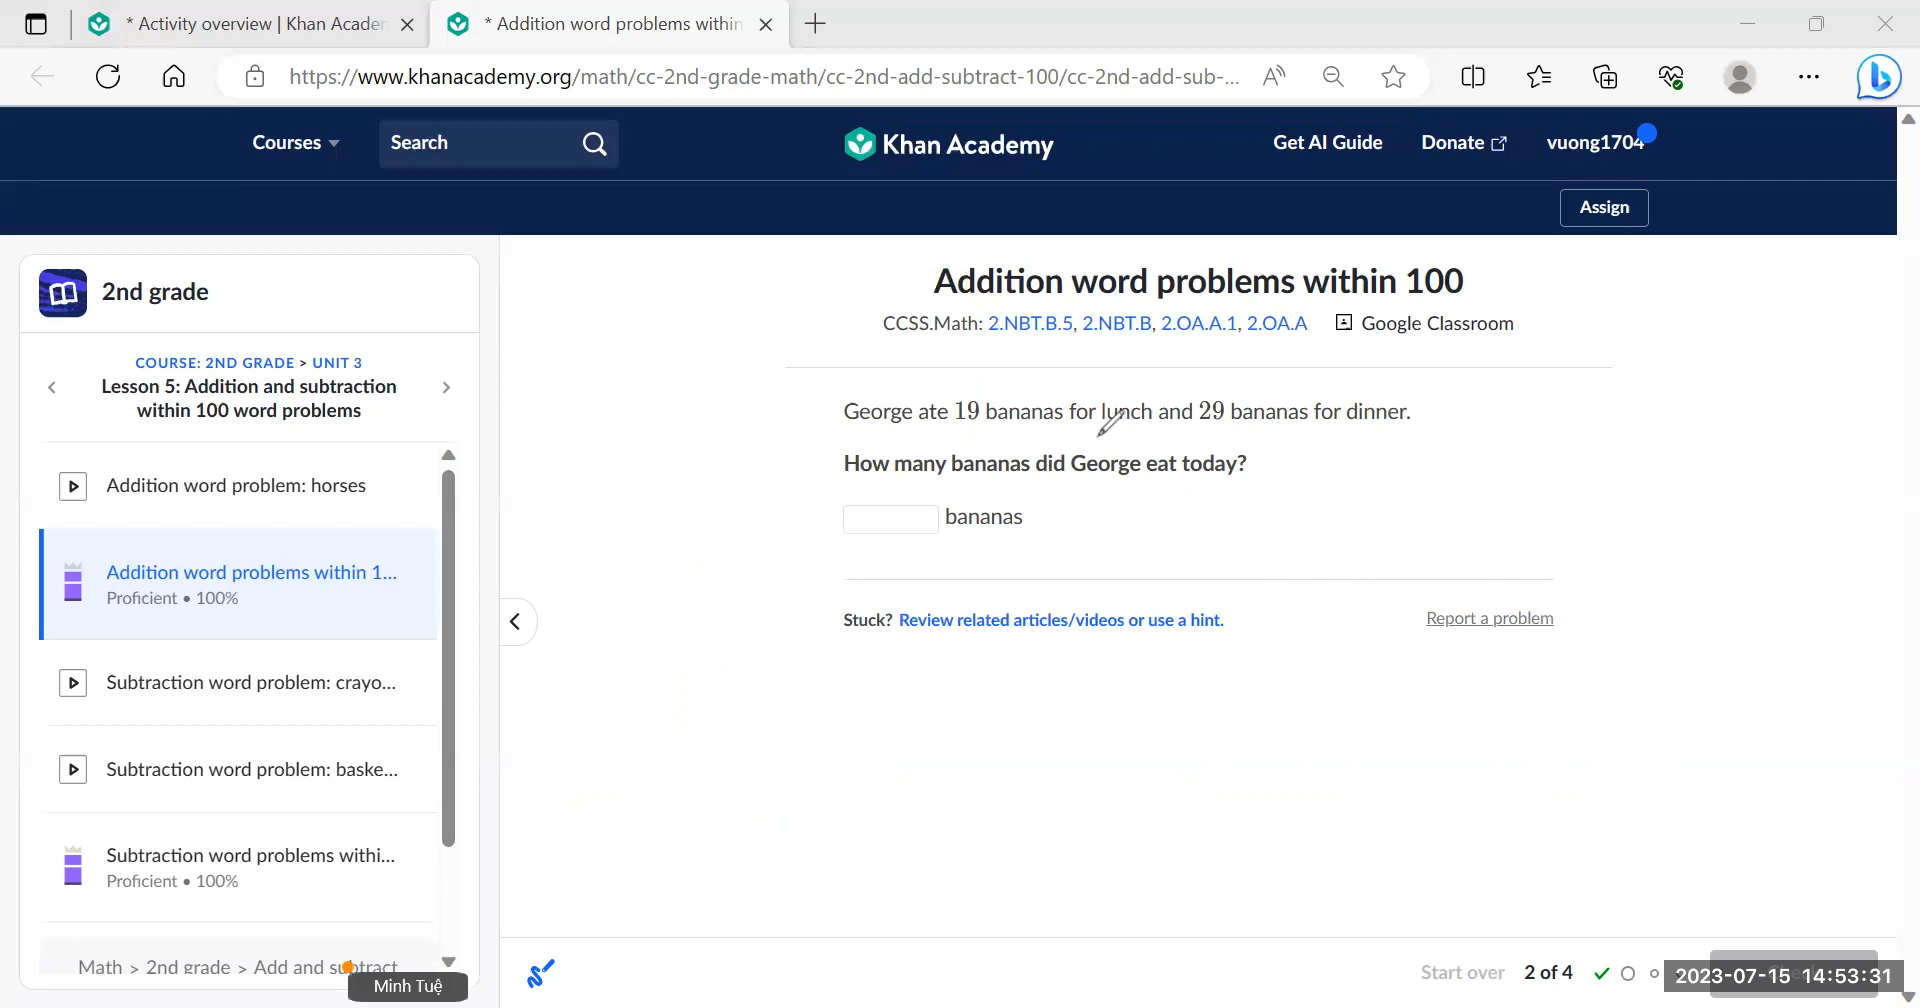 * Activity overview | Khan Acade
* Addition word problems within
https://www.khanacademy.org/math/cc-2nd-grade-math/cc-2nd-add-subtract-100/cc-2nd-add-sub-...
Courses
Search
Khan Academy
Get AI Guide
Donate
vuong1704
Assign
2nd grade
COURSE: 2ND GRADE > UNIT 3
Lesson 5: Addition and subtraction
within 100 word problems
Addition word problem: horses
Addition word problems within 1...
Proficient • 100%
Subtraction word problem: crayo...
Subtraction word problem: baske...
Subtraction word problems withi...
Proficient • 100%
Math > 2nd grade > Add and subtract
Minh Tuệ
Addition word problems within 100
CCSS.Math: 2.NBT.B.5, 2.NBT.B, 2.OA.A.1, 2.OA.A
Google Classroom
George ate 19 bananas for lunch and 29 bananas for dinner.
How many bananas did George eat today?
bananas
Stuck? Review related articles/videos or use a hint.
Report a problem
Start over
2 of 4
2023-07-15 14:53:31